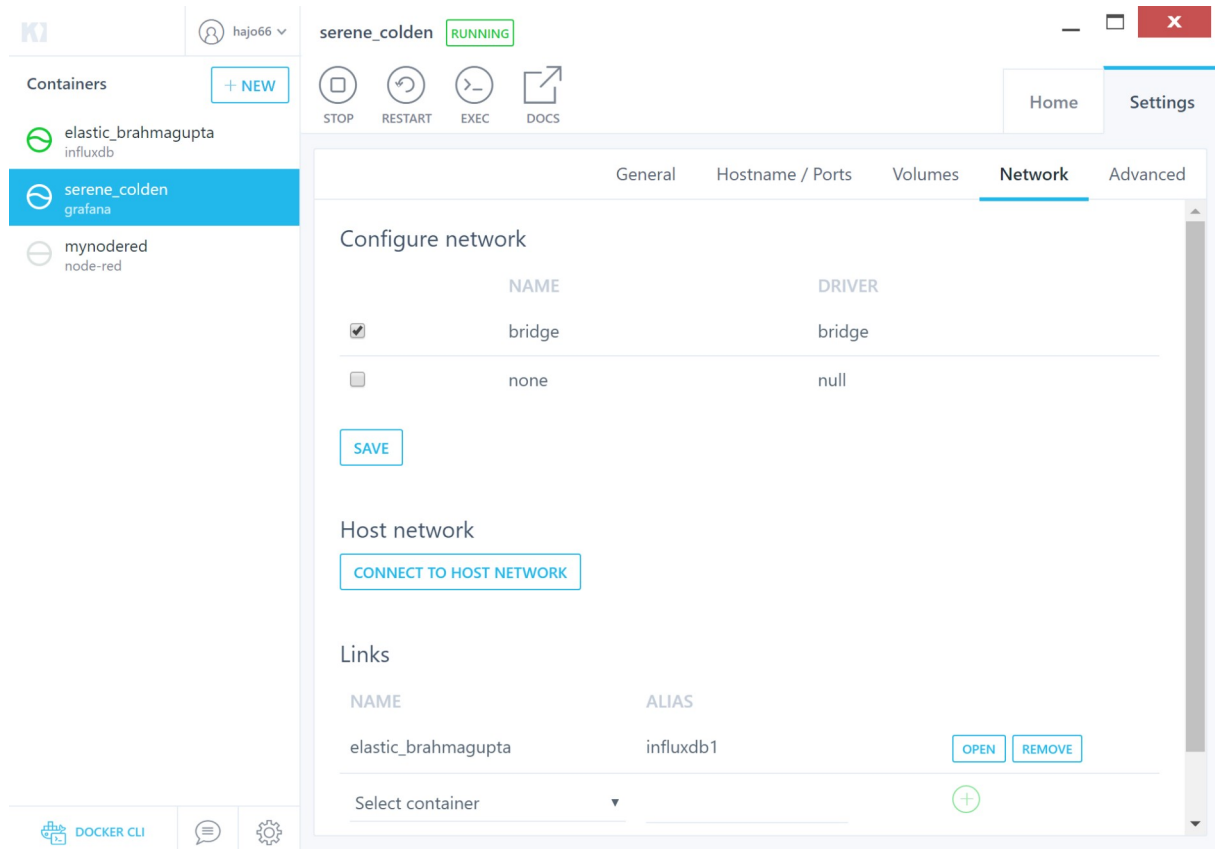 hajo66
serene_colden RUNNING
Containers
+ NEW
STOP RESTART EXEC DOCS
Home Settings
elastic_brahmagupta
influxdb
serene_colden
grafana
mynodered
node-red
General Hostname / Ports Volumes Network Advanced
Configure network
NAME DRIVER
bridge bridge
none null
SAVE
Host network
CONNECT TO HOST NETWORK
Links
NAME ALIAS
elastic_brahmagupta influxdb1 OPEN REMOVE
Select container
DOCKER CLI